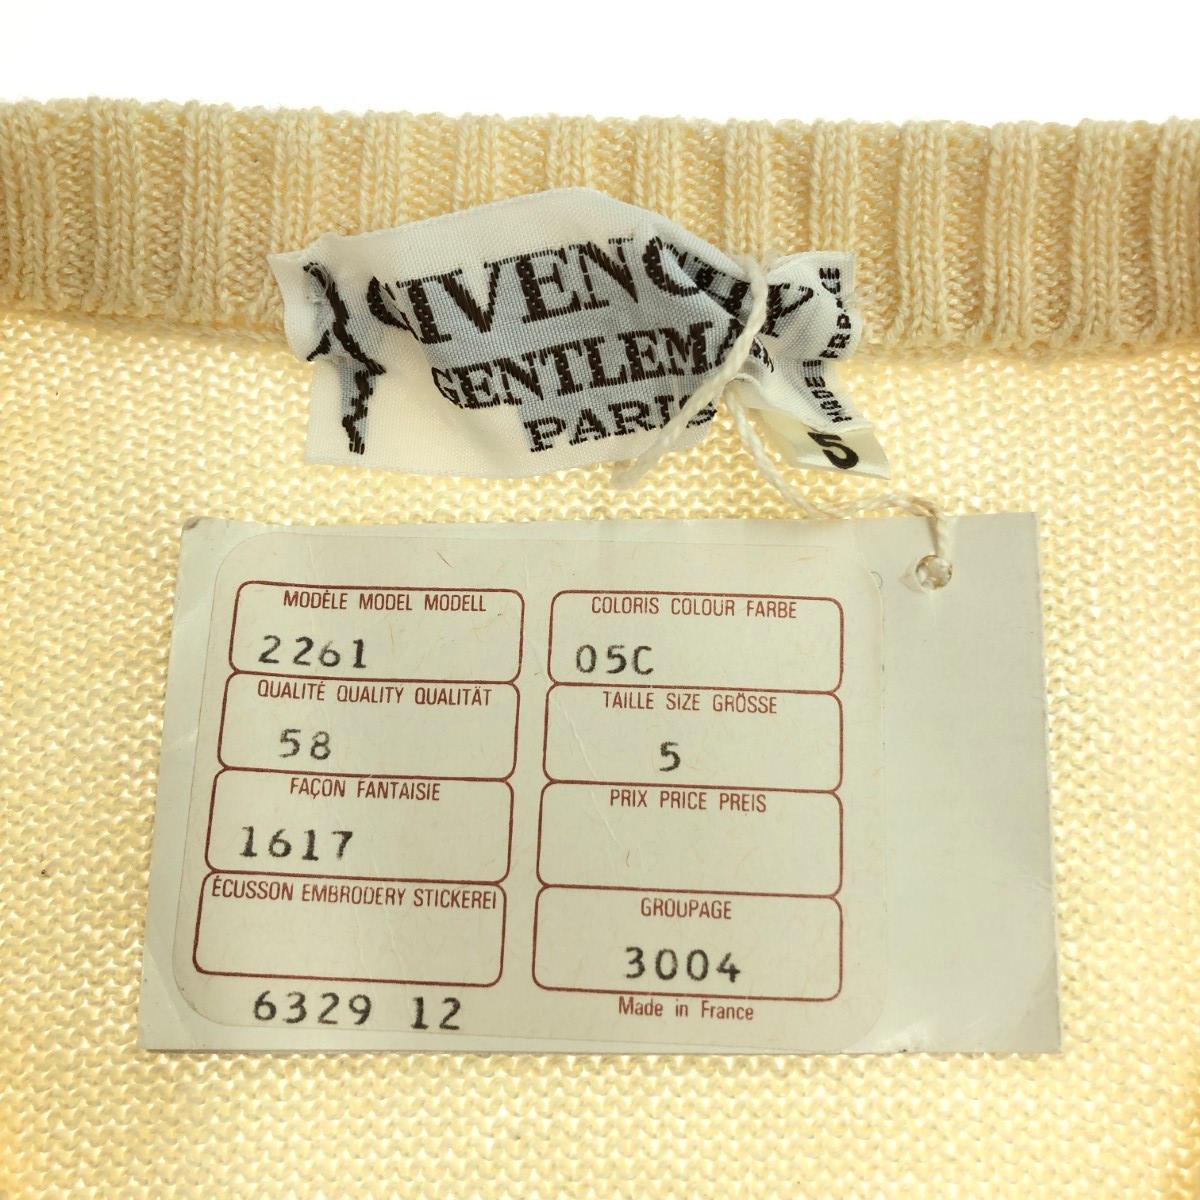 GIVENCHY
GENTLEMAN
PARIS
MADE IN FRANCE
5
MODÈLE MODEL MODELL
2261
COLORIS COLOUR FARBE
05C
QUALITÉ QUALITY QUALITÄT
58
TAILLE SIZE GRÖSSE
5
FAÇON FANTAISIE
1617
PRIX PRICE PREIS
ÉCUSSON EMBRODERY STICKEREI
GROUPAGE
3004
6329 12
Made in France